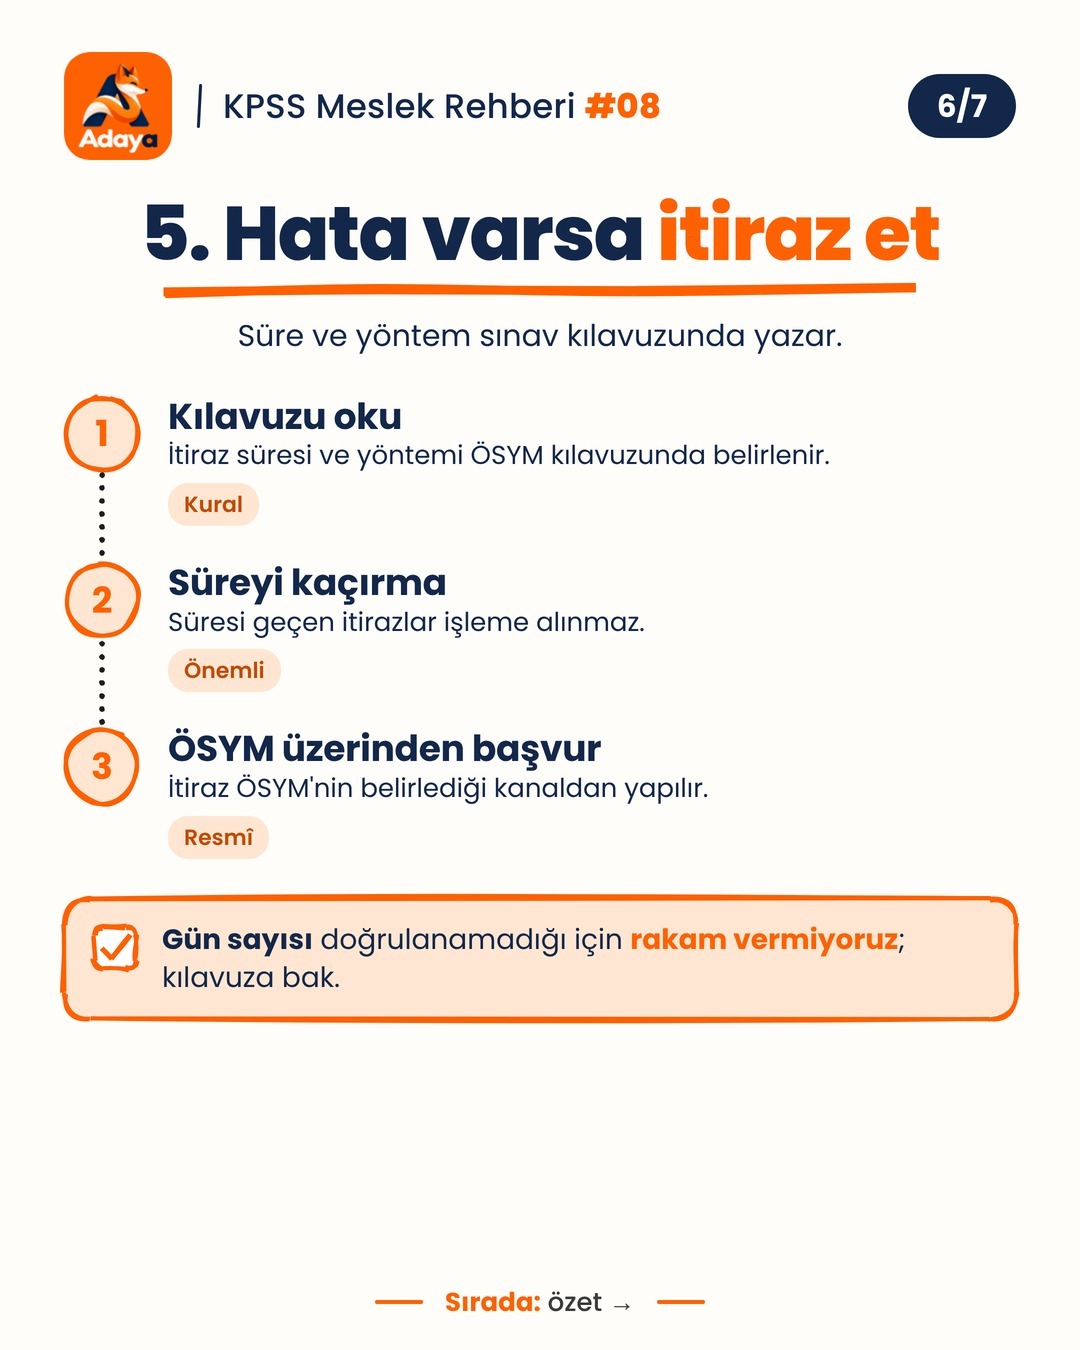 Adaya
KPSS Meslek Rehberi #08
6/7
5. Hata varsa itiraz et
Süre ve yöntem sınav kılavuzunda yazar.
1
Kılavuzu oku
İtiraz süresi ve yöntemi ÖSYM kılavuzunda belirlenir.
Kural
2
Süreyi kaçırma
Süresi geçen itirazlar işleme alınmaz.
Önemli
3
ÖSYM üzerinden başvur
İtiraz ÖSYM'nin belirlediği kanaldan yapılır.
Resmî
Gün sayısı doğrulanamadığı için rakam vermiyoruz;
kılavuza bak.
Sırada: özet →